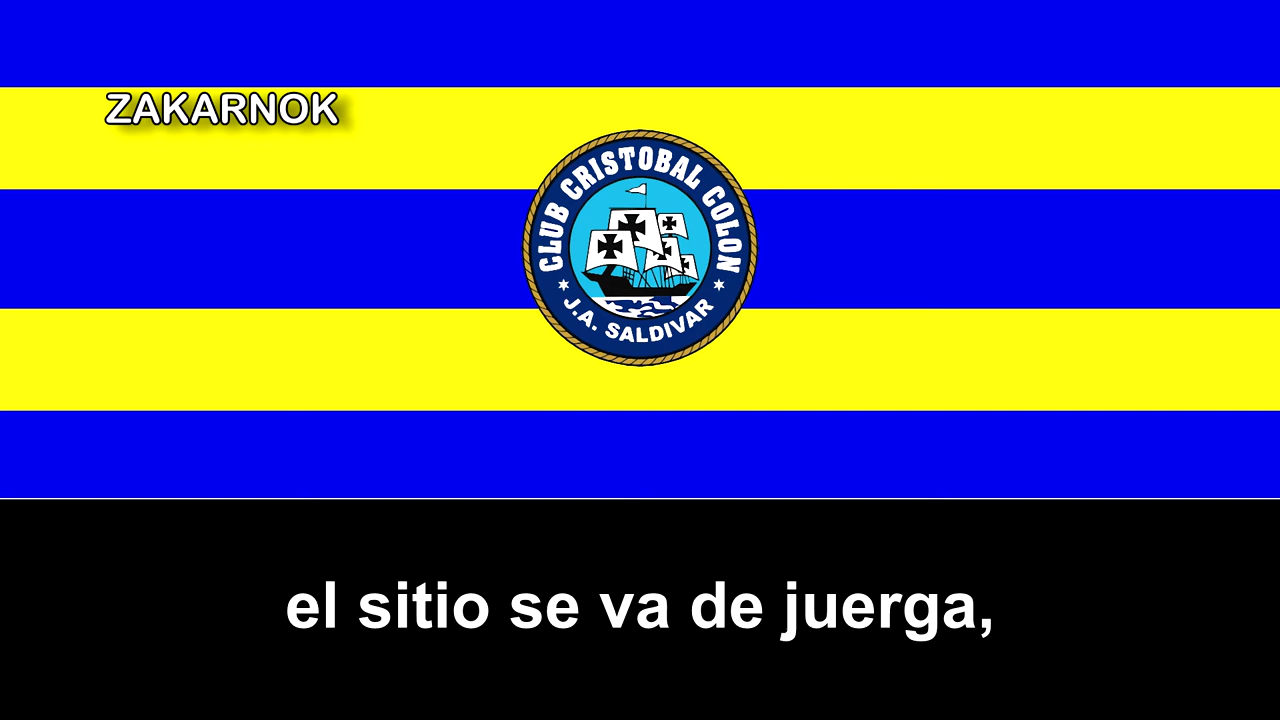 ZAKARNOK
CLUB CRISTOBAL COLON
J.A. SALDIVAR
el sitio se va de juerga,